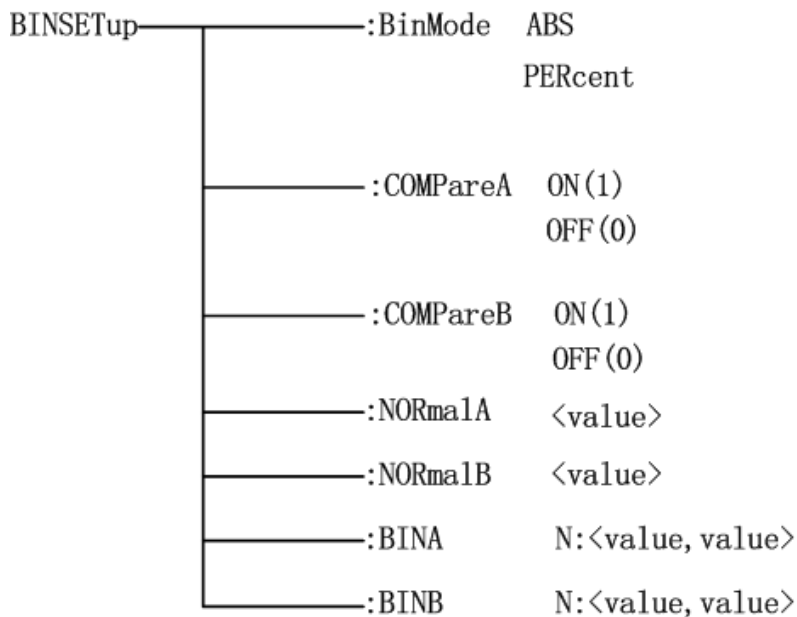 BINSETup :BinMode ABS
PERcent
:COMPareA ON(1)
OFF(0)
:COMPareB ON(1)
OFF(0)
:NORmalA <value>
:NORmalB <value>
:BINA N:<value,value>
:BINB N:<value,value>